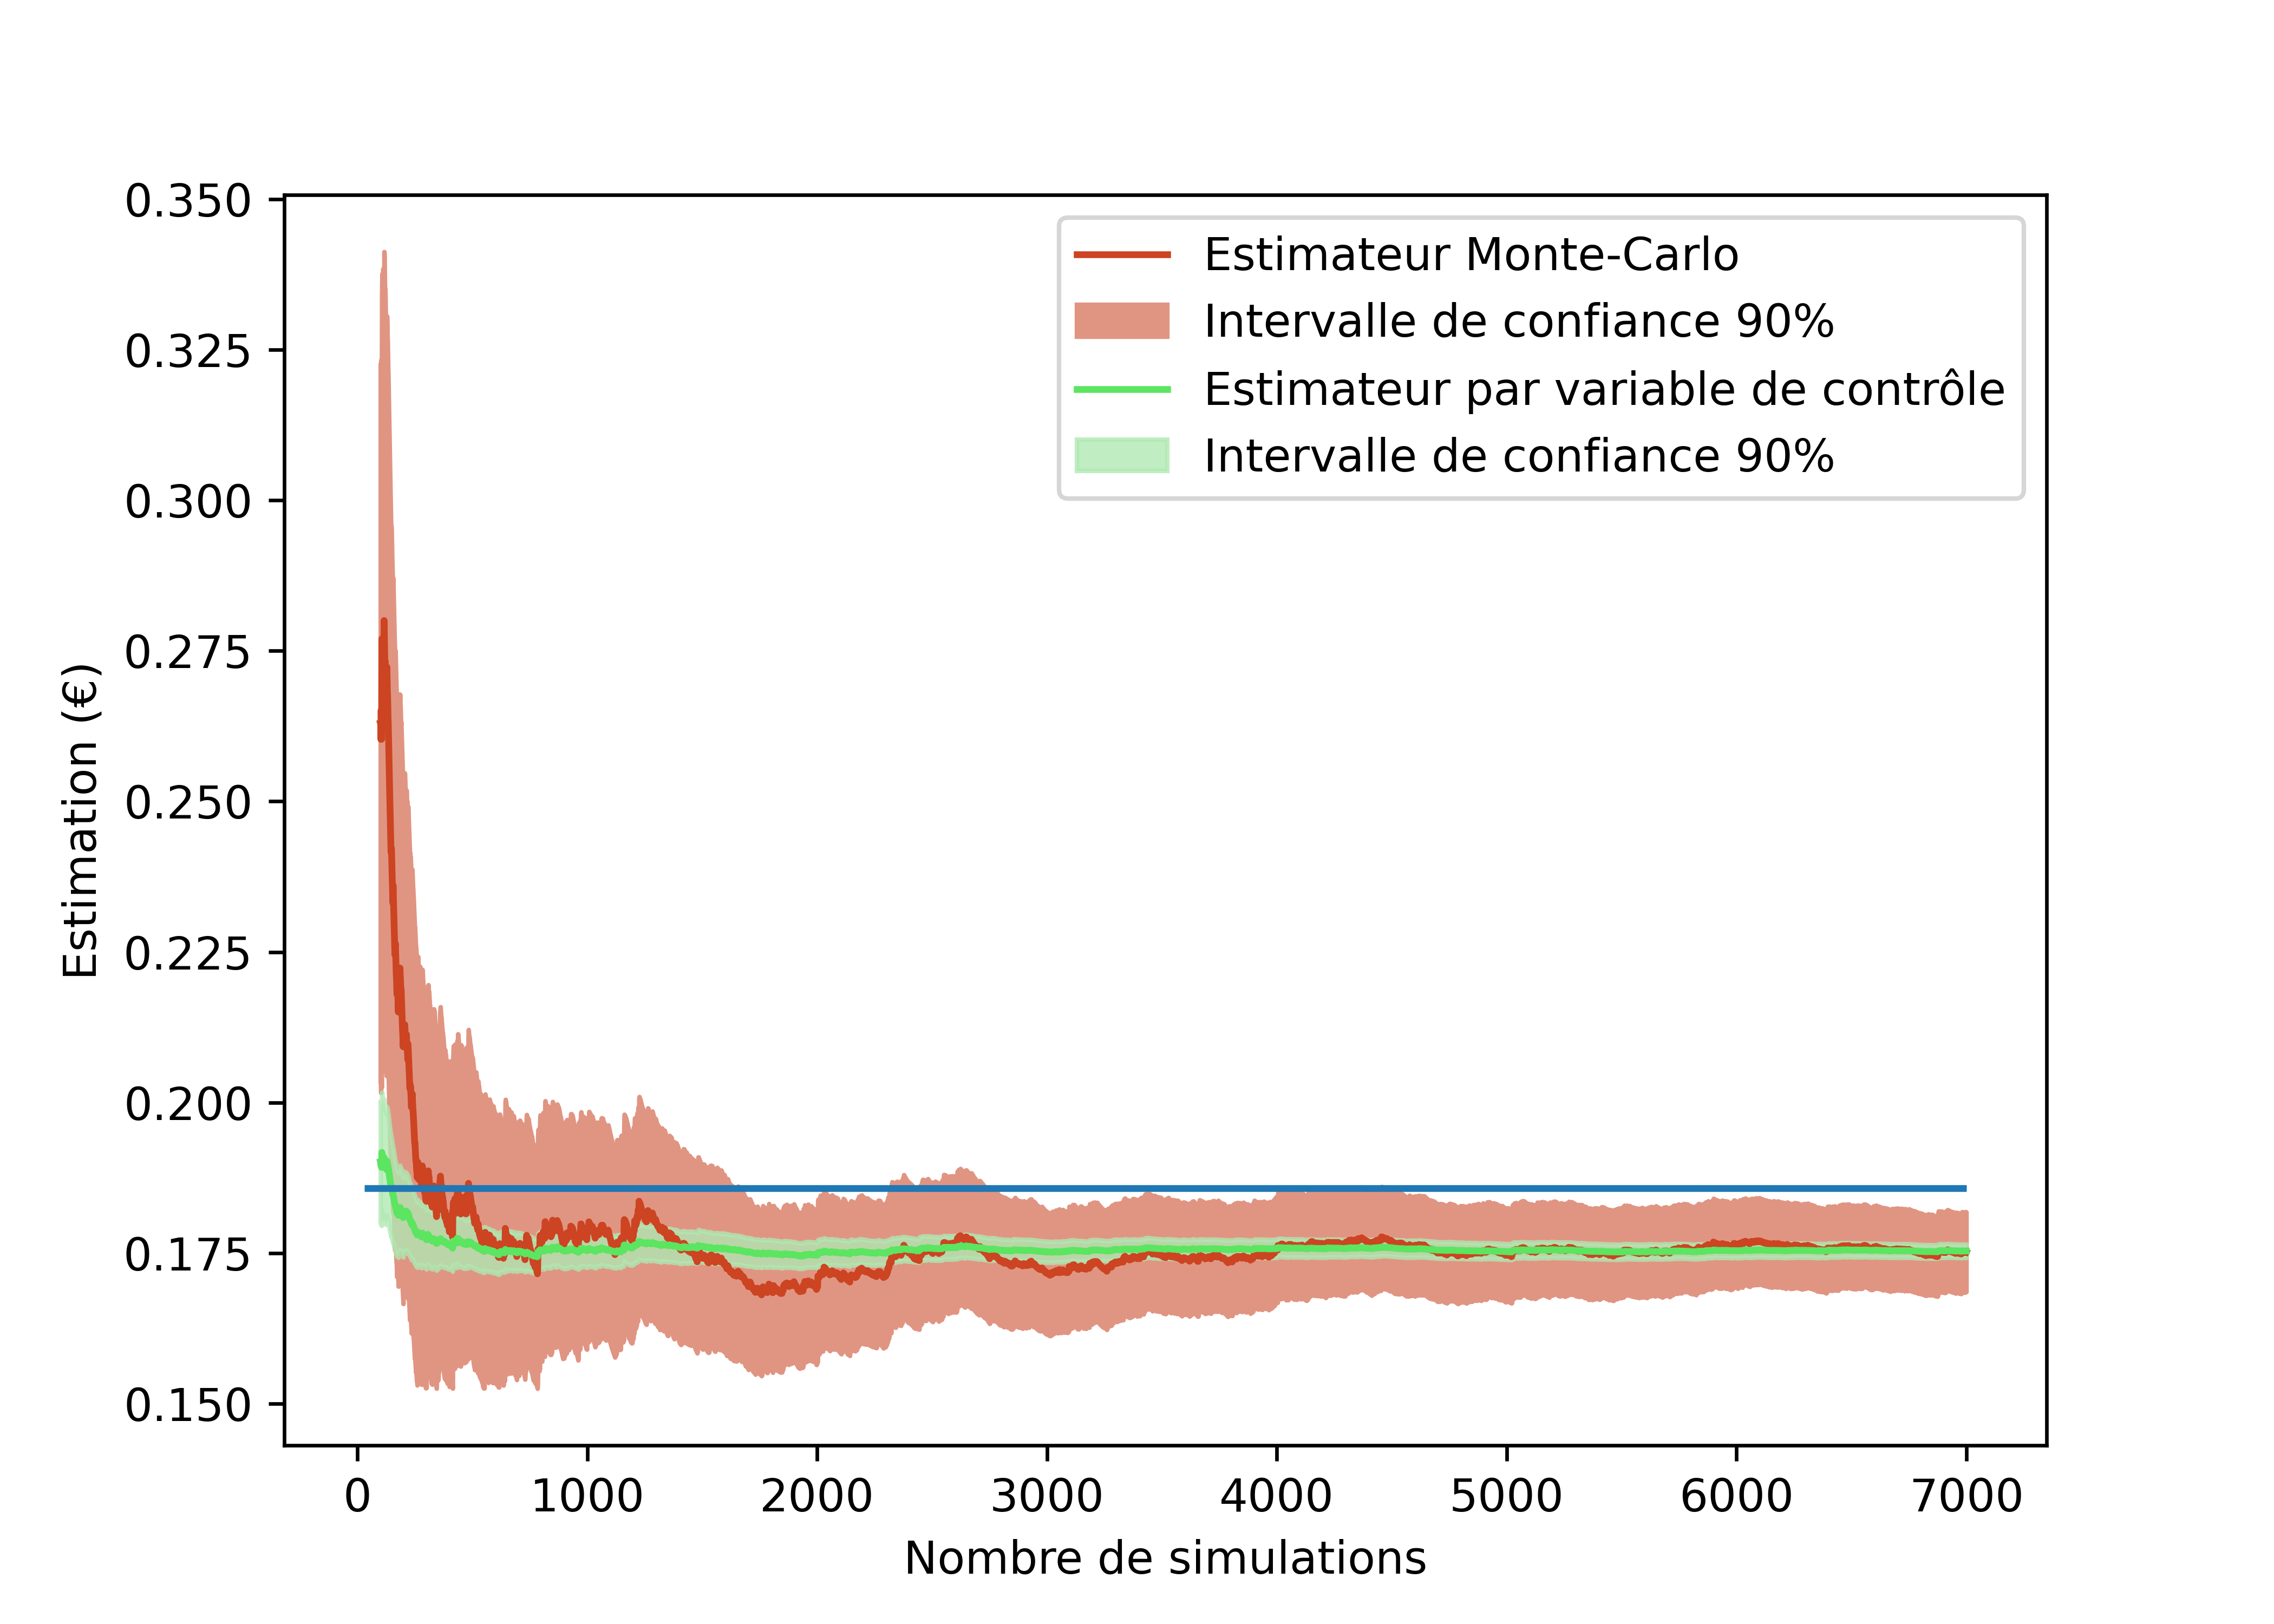 0.350
0.325
0.300
0.275
0.250
0.225
0.200
0.175
0.150
Estimation (€)
Estimateur Monte-Carlo
Intervalle de confiance 90%
Estimateur par variable de contrôle
Intervalle de confiance 90%
0 1000 2000 3000 4000 5000 6000 7000
Nombre de simulations